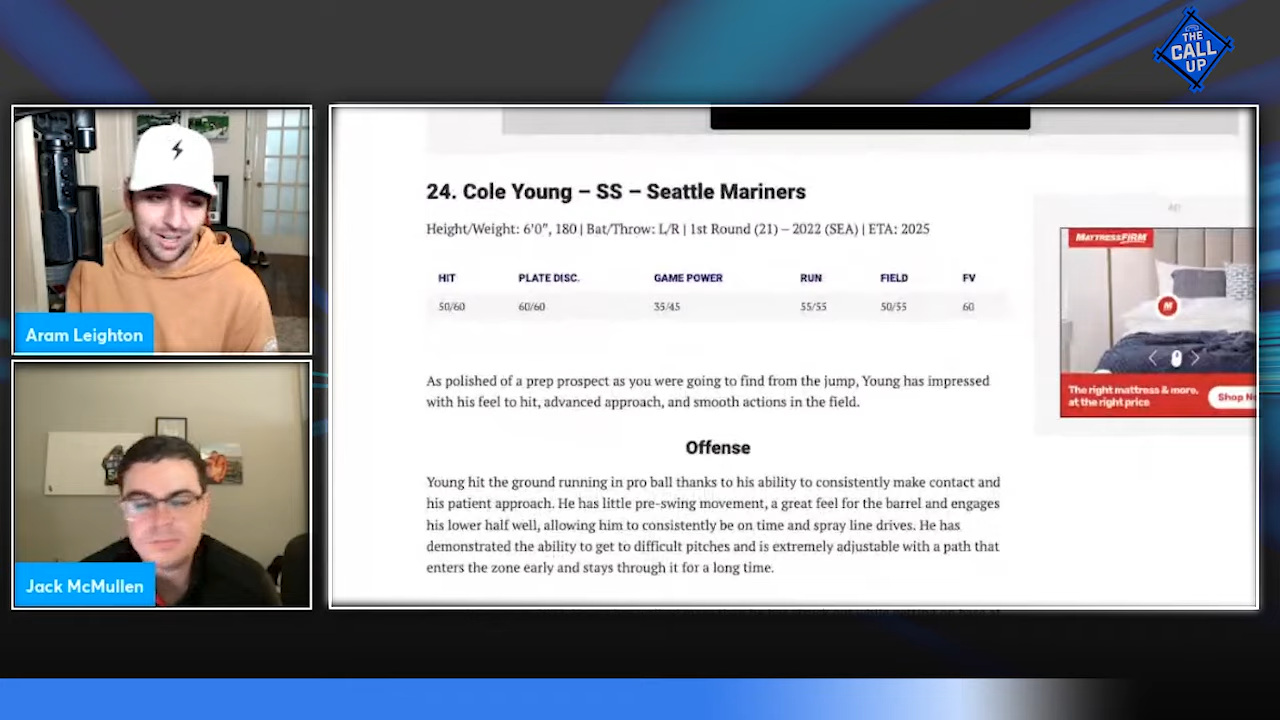 THE
CALL
UP
Aram Leighton
Jack McMullen
24. Cole Young – SS – Seattle Mariners
Height/Weight: 6'0", 180 | Bat/Throw: L/R | 1st Round (21) – 2022 (SEA) | ETA: 2025
HIT PLATE DISC. GAME POWER RUN FIELD FV
50/60 60/60 35/45 55/55 50/55 60
As polished of a prep prospect as you were going to find from the jump, Young has impressed
with his feel to hit, advanced approach, and smooth actions in the field.
Offense
Young hit the ground running in pro ball thanks to his ability to consistently make contact and
his patient approach. He has little pre-swing movement, a great feel for the barrel and engages
his lower half well, allowing him to consistently be on time and spray line drives. He has
demonstrated the ability to get to difficult pitches and is extremely adjustable with a path that
enters the zone early and stays through it for a long time.
AD
MATTRESSFIRM
M
The right mattress & more,
at the right price
Shop